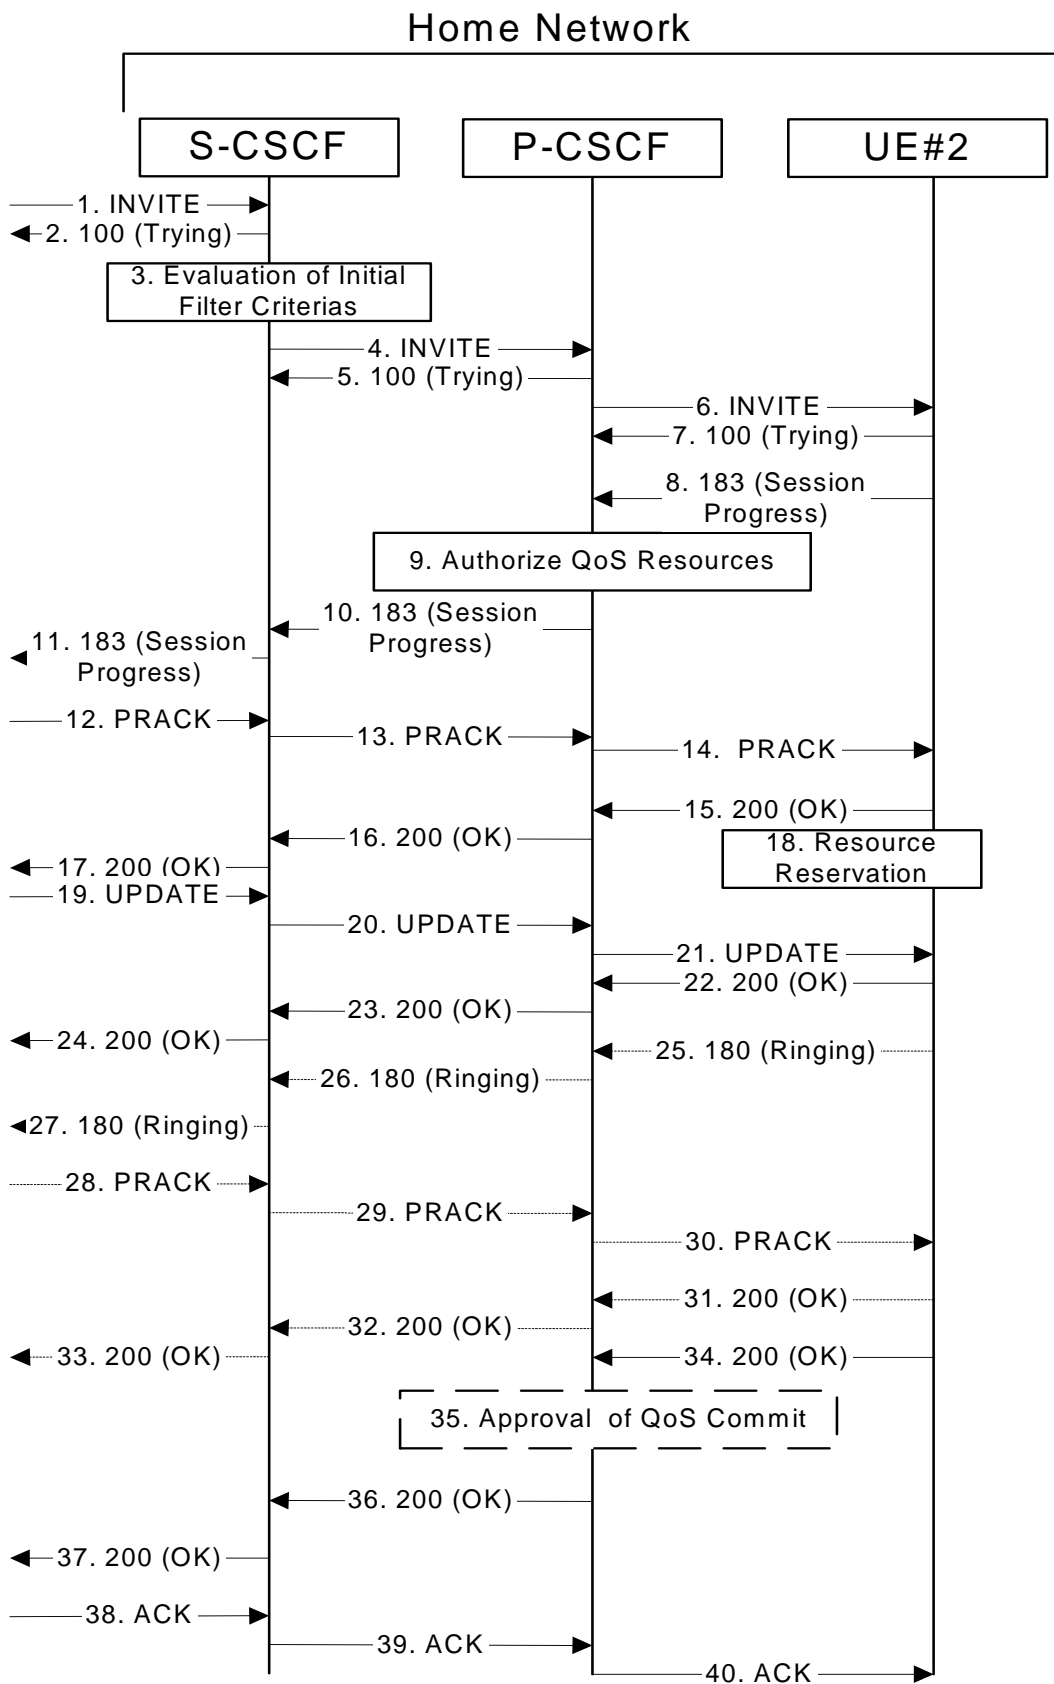 Home Network
S-CSCF
P-CSCF
UE#2
1. INVITE
2. 100 (Trying)
3. Evaluation of Initial
Filter Criterias
4. INVITE
5. 100 (Trying)
6. INVITE
7. 100 (Trying)
8. 183 (Session
Progress)
9. Authorize QoS Resources
10. 183 (Session
Progress)
11. 183 (Session
Progress)
12. PRACK
13. PRACK
14. PRACK
15. 200 (OK)
16. 200 (OK)
17. 200 (OK)
18. Resource
Reservation
19. UPDATE
20. UPDATE
21. UPDATE
22. 200 (OK)
23. 200 (OK)
24. 200 (OK)
25. 180 (Ringing)
26. 180 (Ringing)
27. 180 (Ringing)
28. PRACK
29. PRACK
30. PRACK
31. 200 (OK)
32. 200 (OK)
33. 200 (OK)
34. 200 (OK)
35. Approval of QoS Commit
36. 200 (OK)
37. 200 (OK)
38. ACK
39. ACK
40. ACK